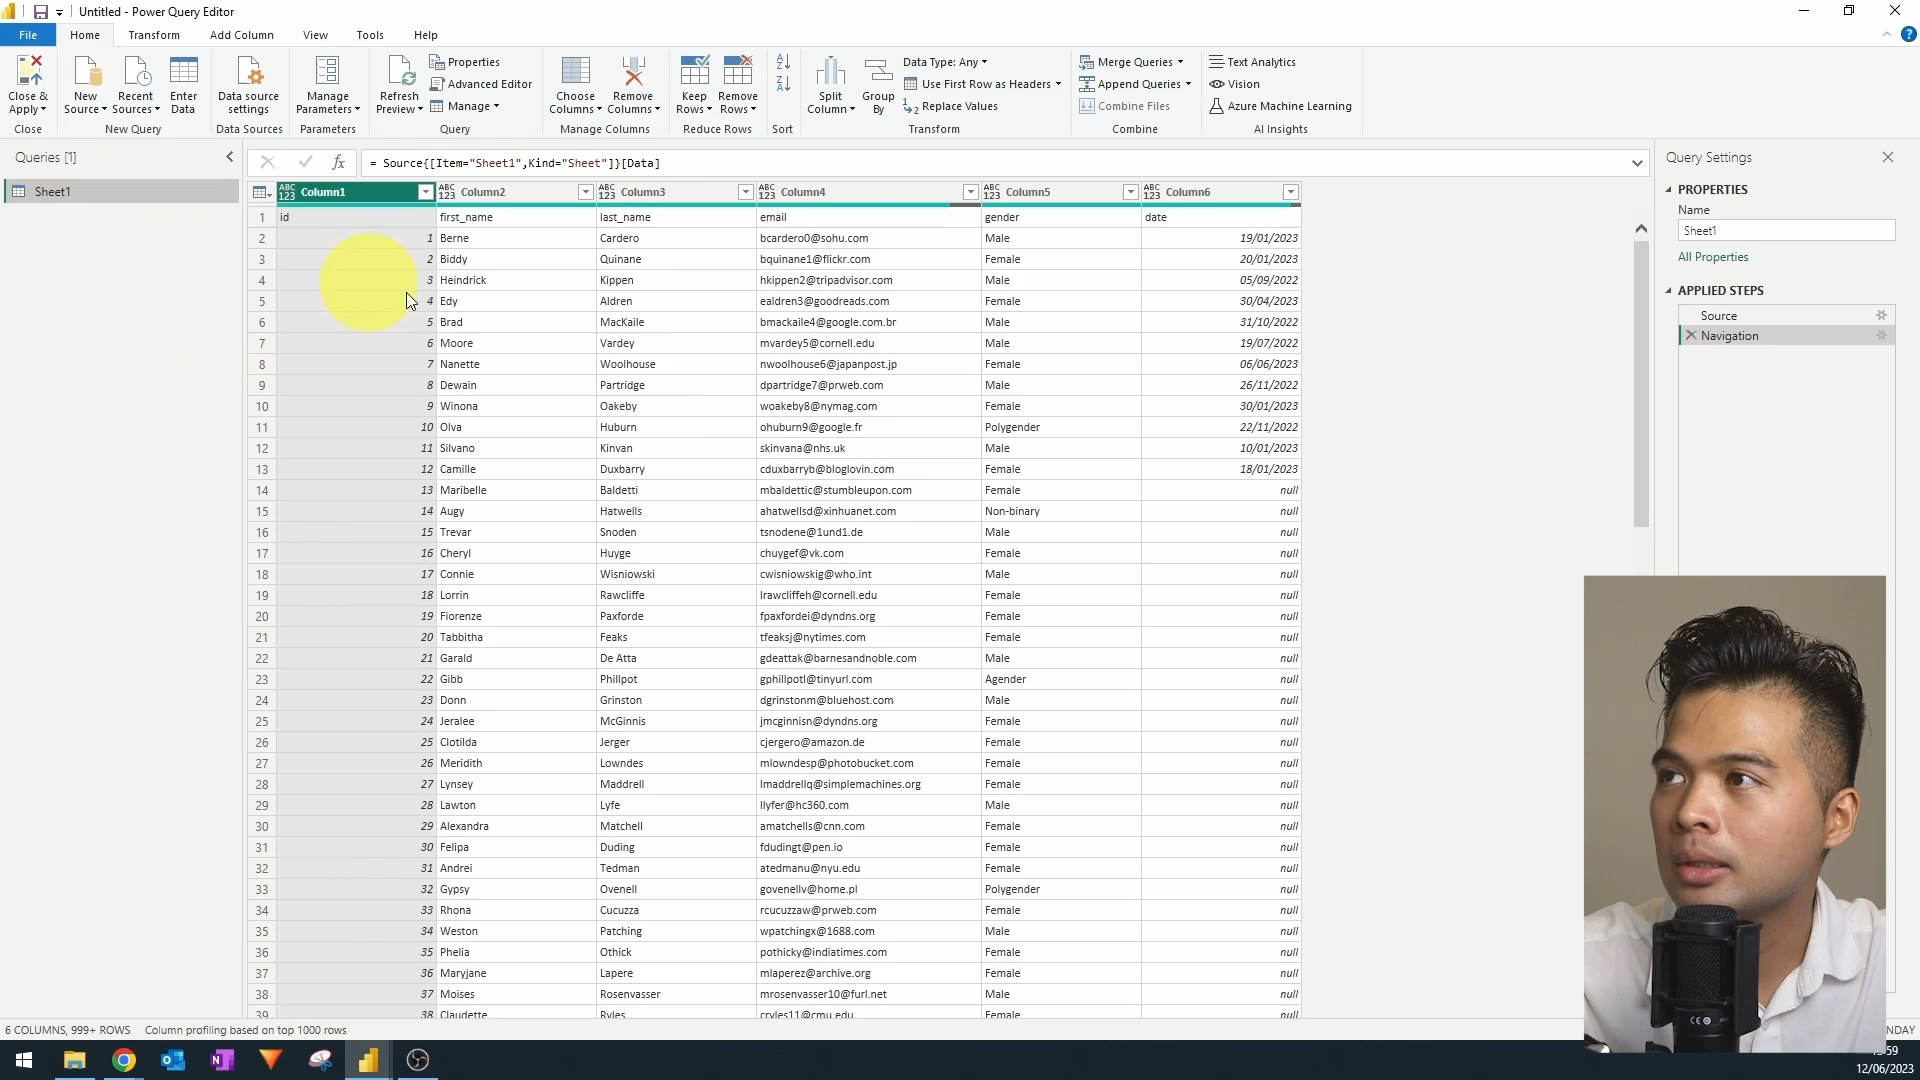 Untitled - Power Query Editor
File Home Transform Add Column View Tools Help
Close & Apply
Close
New Source
Recent Sources
Enter Data
New Query
Data source settings
Data Sources
Manage Parameters
Parameters
Refresh Preview
Properties
Advanced Editor
Manage
Query
Choose Columns
Remove Columns
Manage Columns
Keep Rows
Remove Rows
Reduce Rows
Sort
Split Column
Group By
Data Type: Any
Use First Row as Headers
Replace Values
Transform
Merge Queries
Append Queries
Combine Files
Combine
Text Analytics
Vision
Azure Machine Learning
AI Insights
Queries [1]
Sheet1
fx = Source{[Item="Sheet1",Kind="Sheet"]}[Data]
ABC 123 Column1 ABC 123 Column2 ABC 123 Column3 ABC 123 Column4 ABC 123 Column5 ABC 123 Column6
1 id first_name last_name email gender date
2 1 Berne Cardero bcardero0@sohu.com Male 19/01/2023
3 2 Biddy Quinane bquinane1@flickr.com Female 20/01/2023
4 3 Heindrick Kippen hkippen2@tripadvisor.com Male 05/09/2022
5 4 Edy Aldren ealdren3@goodreads.com Female 30/04/2023
6 5 Brad MacKaile bmackaile4@google.com.br Male 31/10/2022
7 6 Moore Vardey mvardey5@cornell.edu Male 19/07/2022
8 7 Nanette Woolhouse nwoolhouse6@japanpost.jp Female 06/06/2023
9 8 Dewain Partridge dpartridge7@prweb.com Male 26/11/2022
10 9 Winona Oakeby woakeby8@nymag.com Female 30/01/2023
11 10 Olva Huburn ohuburn9@google.fr Polygender 22/11/2022
12 11 Silvano Kinvan skinvana@nhs.uk Male 10/01/2023
13 12 Camille Duxbarry cduxbarryb@bloglovin.com Female 18/01/2023
14 13 Maribelle Baldetti mbaldettic@stumbleupon.com Female null
15 14 Augy Hatwells ahatwellsd@xinhuanet.com Non-binary null
16 15 Trevar Snoden tsnodene@1und1.de Male null
17 16 Cheryl Huyge chuygef@vk.com Female null
18 17 Connie Wisniowski cwisniowskig@who.int Male null
19 18 Lorrin Rawcliffe lrawcliffeh@cornell.edu Female null
20 19 Fiorenze Paxforde fpaxfordei@dyndns.org Female null
21 20 Tabbitha Feaks tfeaksj@nytimes.com Female null
22 21 Garald De Atta gdeattak@barnesandnoble.com Male null
23 22 Gibb Phillpot gphillpotl@tinyurl.com Agender null
24 23 Donn Grinston dgrinstonm@bluehost.com Male null
25 24 Jeralee McGinnis jmcginnisn@dyndns.org Female null
26 25 Clotilda Jerger cjergero@amazon.de Female null
27 26 Meridith Lowndes mlowndesp@photobucket.com Female null
28 27 Lynsey Maddrell lmaddrellq@simplemachines.org Female null
29 28 Lawton Lyfe llyfer@hc360.com Male null
30 29 Alexandra Matchell amatchells@cnn.com Female null
31 30 Felipa Duding fdudingt@pen.io Female null
32 31 Andrei Tedman atedmanu@nyu.edu Female null
33 32 Gypsy Ovenell govenellv@home.pl Polygender null
34 33 Rhona Cucuzza rcucuzzaw@prweb.com Female null
35 34 Weston Patching wpatchingx@1688.com Male null
36 35 Phelia Othick pothicky@indiatimes.com Female null
37 36 Maryjane Lapere mlaperez@archive.org Female null
38 37 Moises Rosenvasser mrosenvasser10@furl.net Male null
39 38 Claudette Ryles cryles11@cmu.edu Female null
Query Settings
PROPERTIES
Name
Sheet1
All Properties
APPLIED STEPS
Source
Navigation
6 COLUMNS, 999+ ROWS Column profiling based on top 1000 rows
12/06/2023